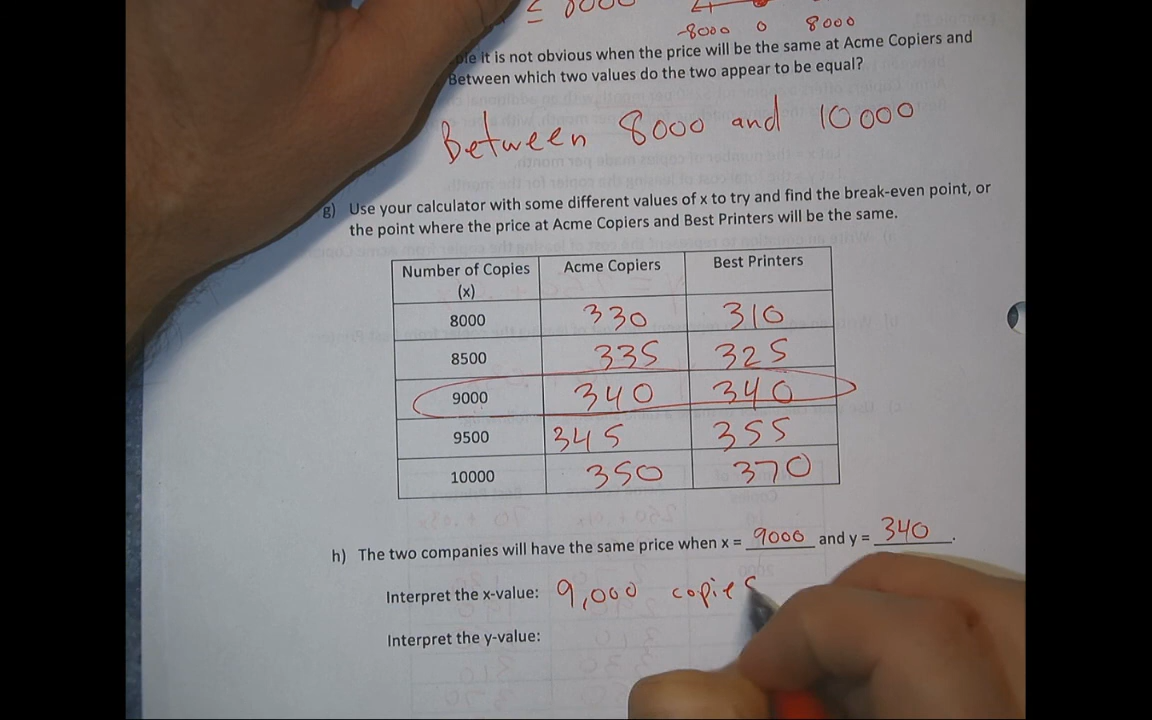 ≤ 8000
-8000 0 8000
it is not obvious when the price will be the same at Acme Copiers and
Between which two values do the two appear to be equal?
Between 8000 and 10000
g) Use your calculator with some different values of x to try and find the break-even point, or
the point where the price at Acme Copiers and Best Printers will be the same.
Number of Copies (x) Acme Copiers Best Printers
8000 330 310
8500 335 325
9000 340 340
9500 345 355
10000 350 370
h) The two companies will have the same price when x = 9000 and y = 340.
Interpret the x-value: 9,000 copies
Interpret the y-value: